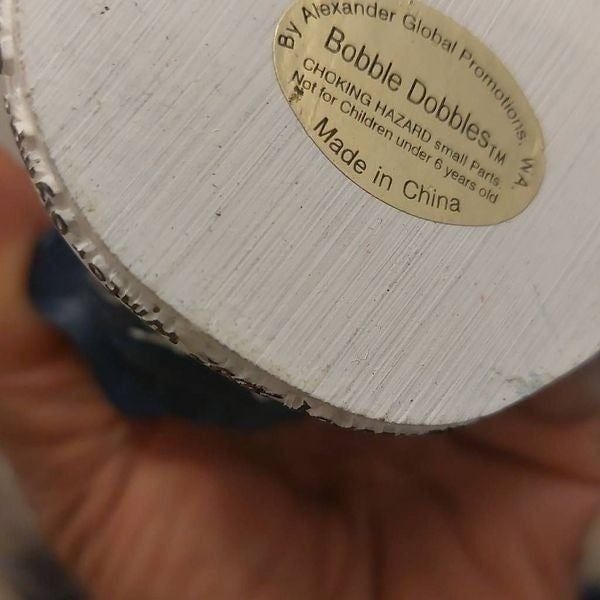 By Alexander Global Promotions, WA
Bobble Dobbles™
CHOKING HAZARD small Parts
Not for Children under 6 years old
Made in China